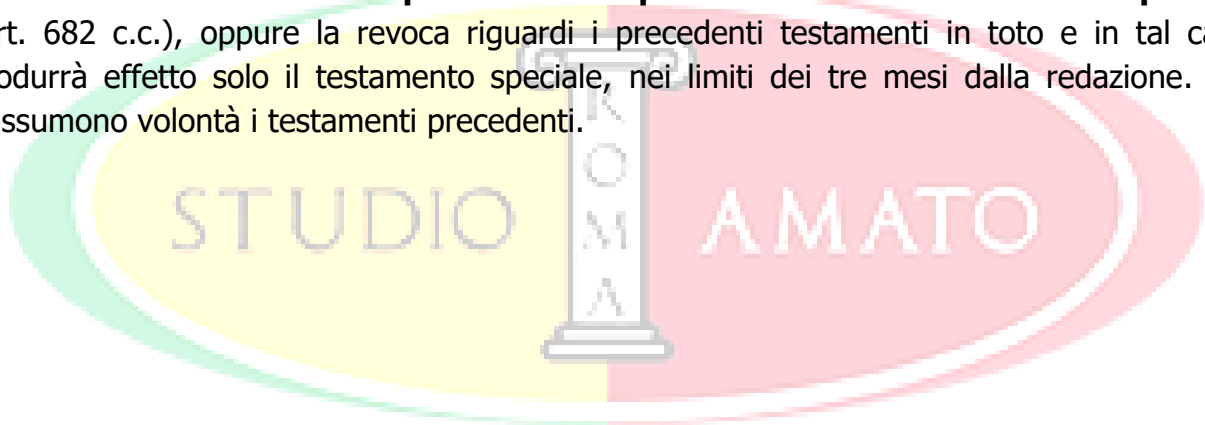 rt. 682 c.c.), oppure la revoca riguardi i precedenti testamenti in toto e in tal ca
odurrà effetto solo il testamento speciale, nei limiti dei tre mesi dalla redazione.
ssumono volontà i testamenti precedenti.
STUDIO ROMA AMATO